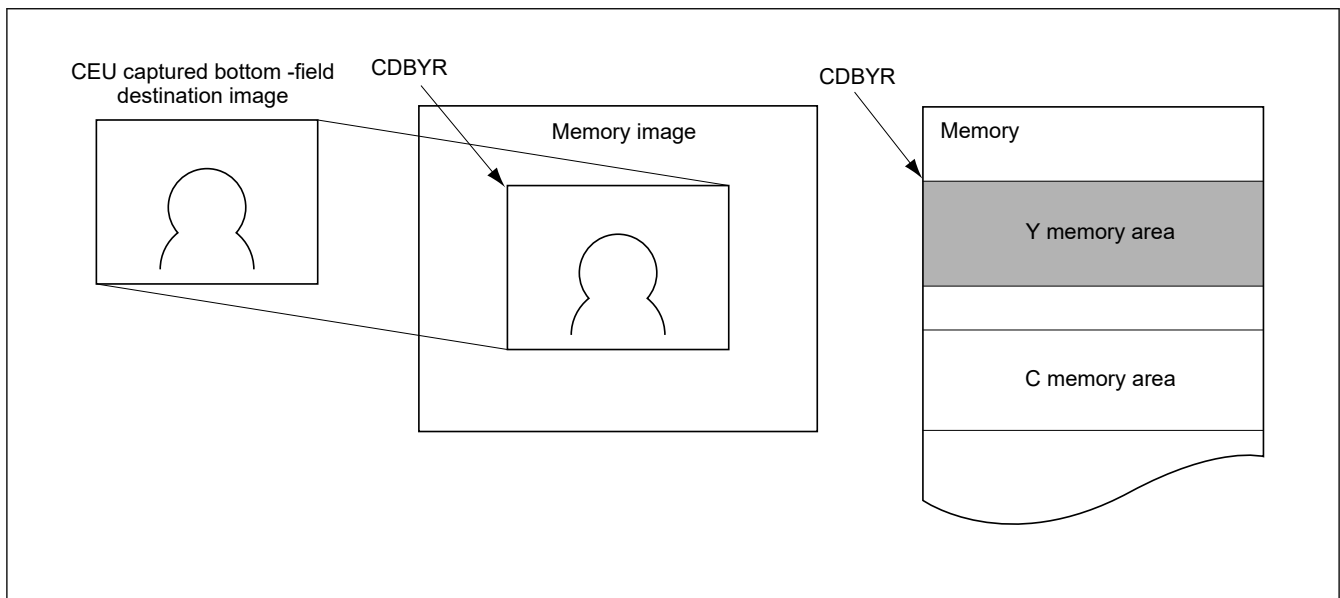 CEU captured bottom -field
destination image
CDBYR
Memory image
CDBYR
Memory
Y memory area
C memory area